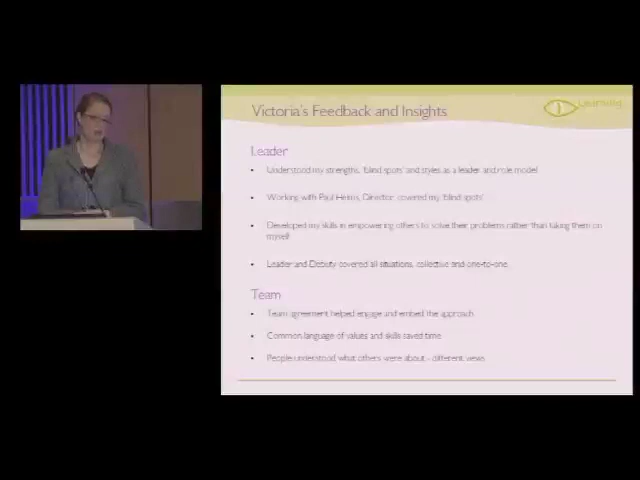 Victoria's Feedback and Insights
Learning
Leader
• Understood my strengths, 'blind spots' and styles as a leader and role model
• Working with Paul Director, covered my 'blind spots'
• Developed my skills in empowering others to solve their problems rather than taking them on
myself
• Leader and Deputy covered all situations, collective and one-to-one.
Team
• Team agreement helped engage and embed the approach
• Common language of values and skills saved time
• People understood what others were about - different views